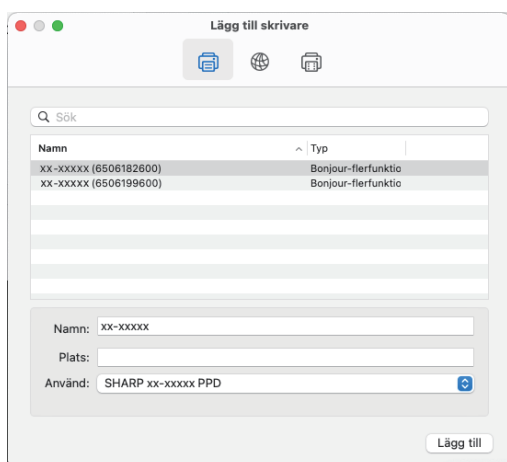 Lägg till skrivare
Sök
Namn Typ
xx-xxxxx (6506182600) Bonjour-flerfunktio
xx-xxxxx (6506199600) Bonjour-flerfunktio
Namn: xx-xxxxx
Plats:
Använd: SHARP xx-xxxxx PPD
Lägg till